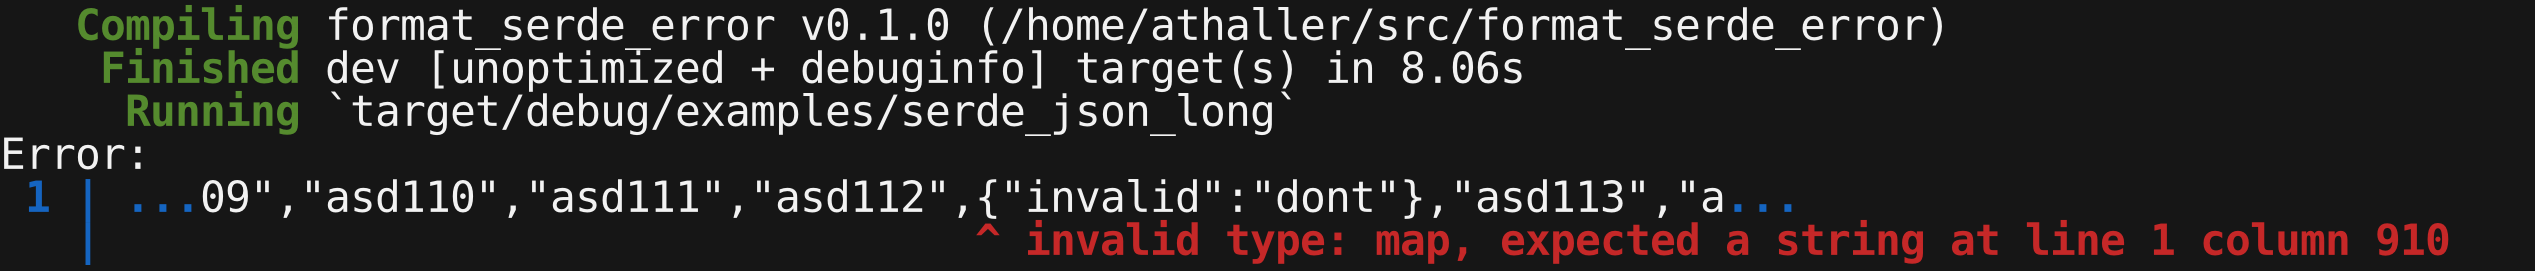 Compiling format_serde_error v0.1.0 (/home/athaller/src/format_serde_error)
Finished dev [unoptimized + debuginfo] target(s) in 8.06s
Running `target/debug/examples/serde_json_long`
Error:
1 | ...09","asd110","asd111","asd112",{"invalid":"dont"},"asd113","a...
| ^ invalid type: map, expected a string at line 1 column 910